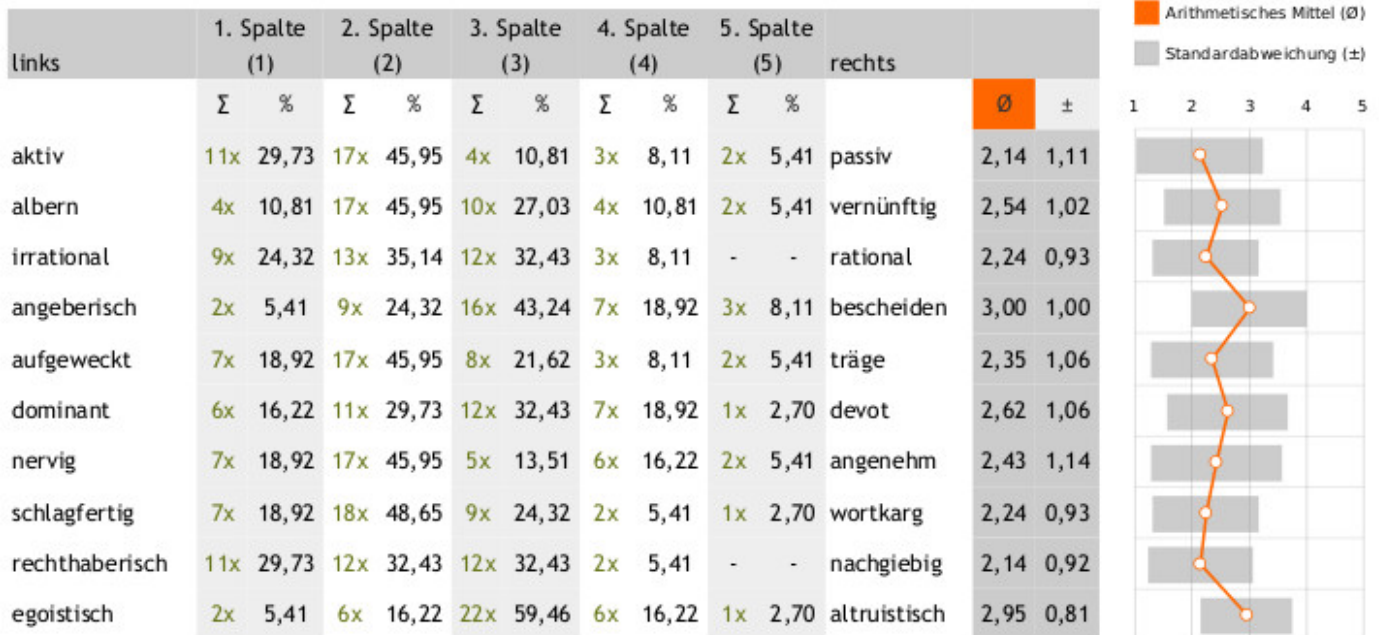 Arithmetisches Mittel (Ø)
1. Spalte 2. Spalte 3. Spalte 4. Spalte 5. Spalte
Standardabweichung (±)
links (1) (2) (3) (4) (5) rechts
Σ % Σ % Σ % Σ % Σ % Ø ± 1 2 3 4 5
aktiv 11x 29,73 17x 45,95 4x 10,81 3x 8,11 2x 5,41 passiv 2,14 1,11
albern 4x 10,81 17x 45,95 10x 27,03 4x 10,81 2x 5,41 vernünftig 2,54 1,02
irrational 9x 24,32 13x 35,14 12x 32,43 3x 8,11 - - rational 2,24 0,93
angeberisch 2x 5,41 9x 24,32 16x 43,24 7x 18,92 3x 8,11 bescheiden 3,00 1,00
aufgeweckt 7x 18,92 17x 45,95 8x 21,62 3x 8,11 2x 5,41 träge 2,35 1,06
dominant 6x 16,22 11x 29,73 12x 32,43 7x 18,92 1x 2,70 devot 2,62 1,06
nervig 7x 18,92 17x 45,95 5x 13,51 6x 16,22 2x 5,41 angenehm 2,43 1,14
schlagfertig 7x 18,92 18x 48,65 9x 24,32 2x 5,41 1x 2,70 wortkarg 2,24 0,93
rechthaberisch 11x 29,73 12x 32,43 12x 32,43 2x 5,41 - - nachgiebig 2,14 0,92
egoistisch 2x 5,41 6x 16,22 22x 59,46 6x 16,22 1x 2,70 altruistisch 2,95 0,81